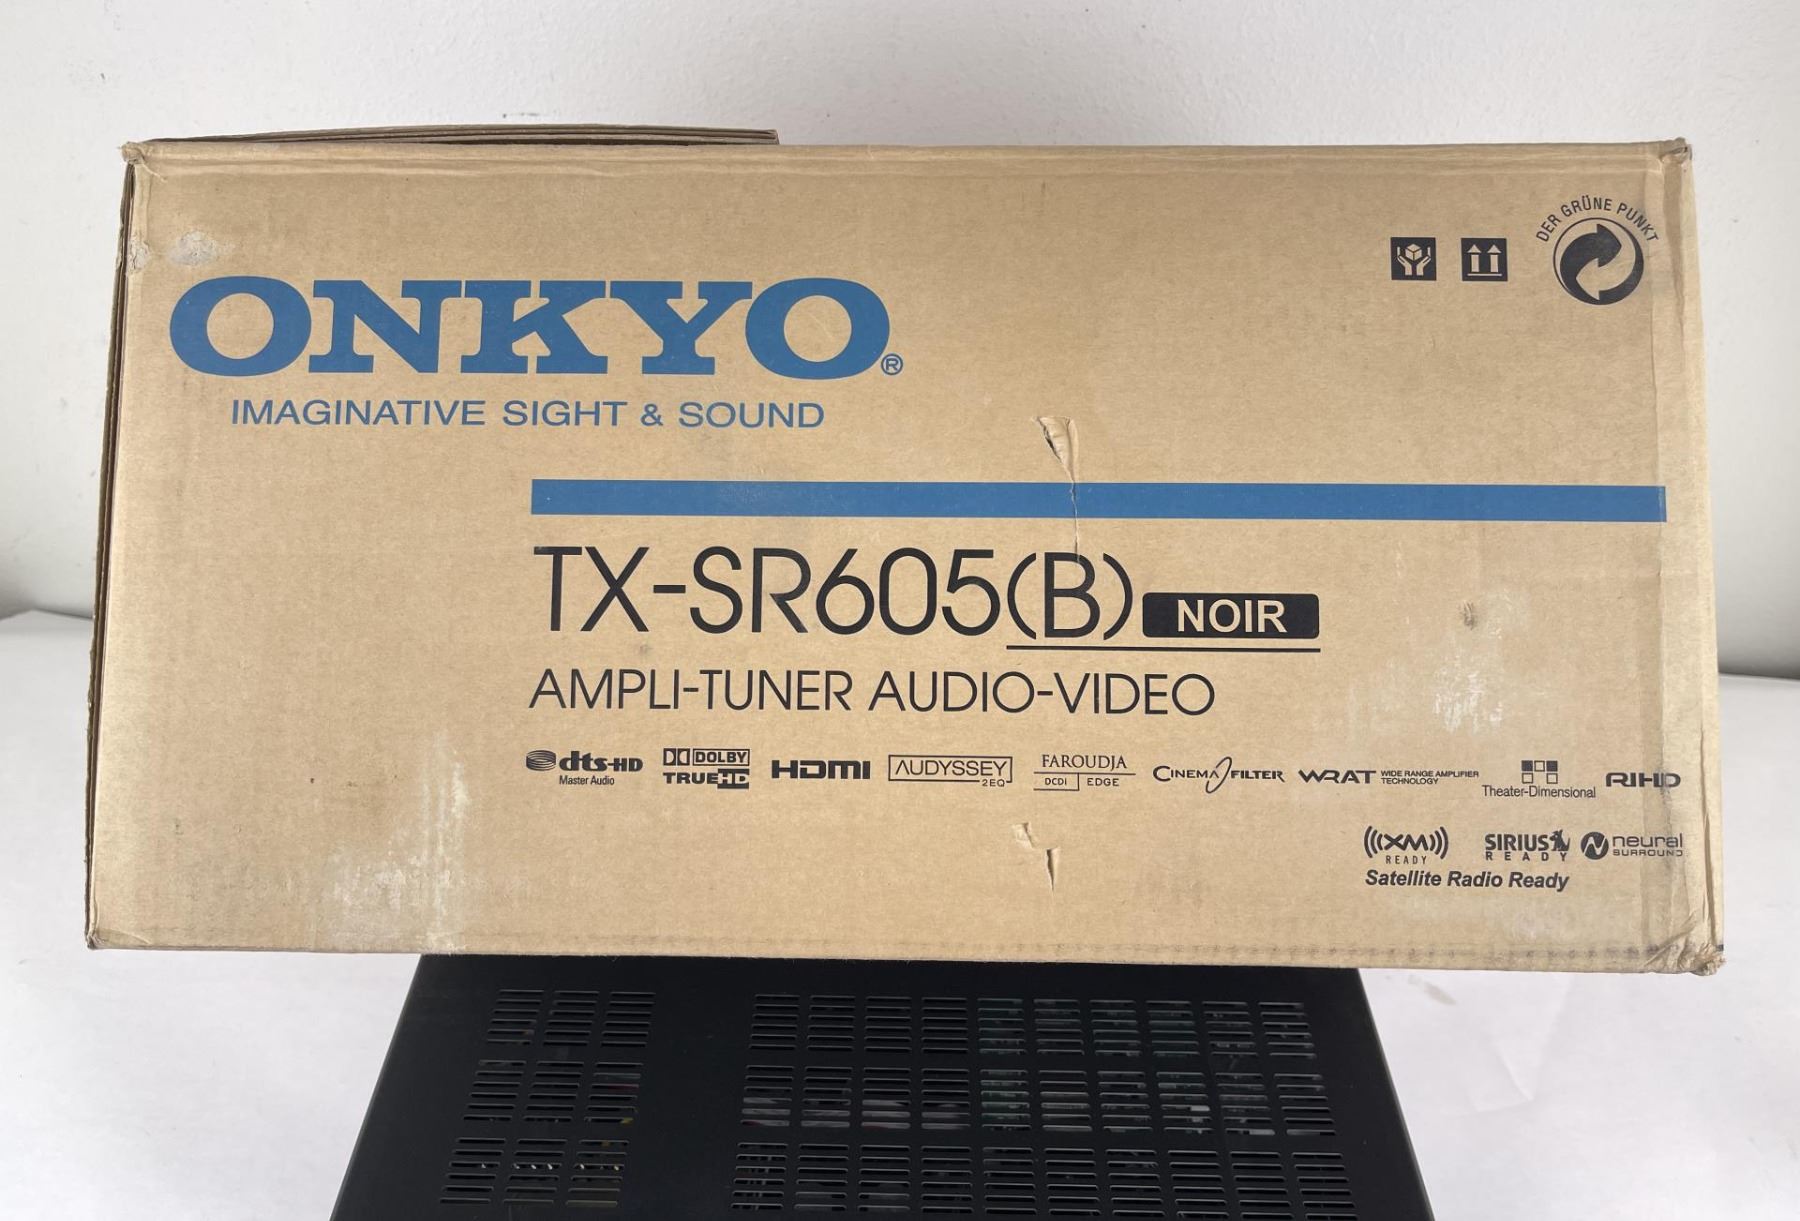 DER GRÜNE PUNKT
ONKYO®
IMAGINATIVE SIGHT & SOUND
TX-SR605(B) NOIR
AMPLI-TUNER AUDIO-VIDEO
dts-HD DOLBY HDMI AUDYSSEY FAROUDJA CINEMA FILTER WRAT WIDE RANGE AMPLIFIER RIHD
Master Audio TRUEHD 2EQ DCDI EDGE TECHNOLOGY Theater-Dimensional
XM SIRIUS neural
READY READY SURROUND
Satellite Radio Ready